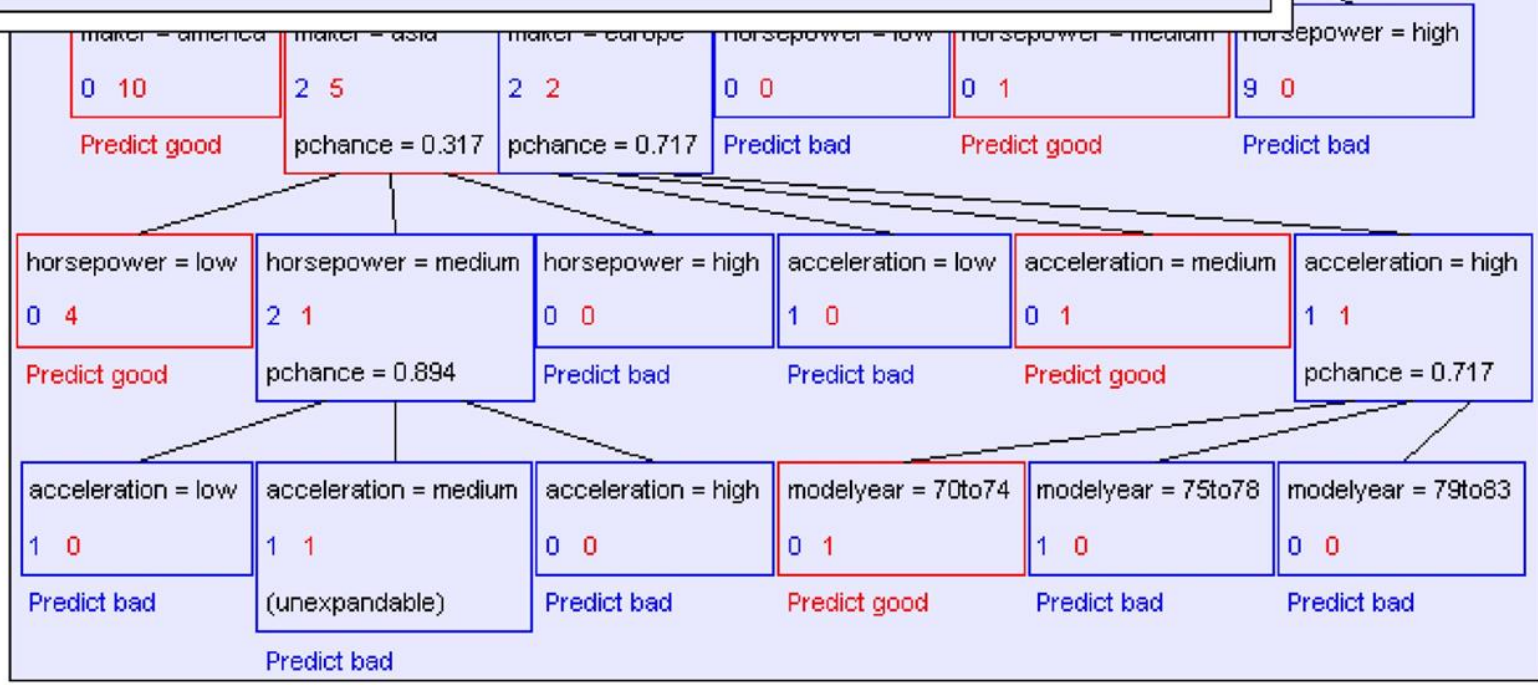 maker = america maker = asia maker = europe horsepower = low horsepower = medium horsepower = high
0 10 2 5 2 2 0 0 0 1 9 0
Predict good pchance = 0.317 pchance = 0.717 Predict bad Predict good Predict bad
horsepower = low horsepower = medium horsepower = high acceleration = low acceleration = medium acceleration = high
0 4 2 1 0 0 1 0 0 1 1 1
Predict good pchance = 0.894 Predict bad Predict bad Predict good pchance = 0.717
acceleration = low acceleration = medium acceleration = high modelyear = 70to74 modelyear = 75to78 modelyear = 79to83
1 0 1 1 0 0 0 1 1 0 0 0
Predict bad (unexpandable) Predict bad Predict good Predict bad Predict bad
Predict bad